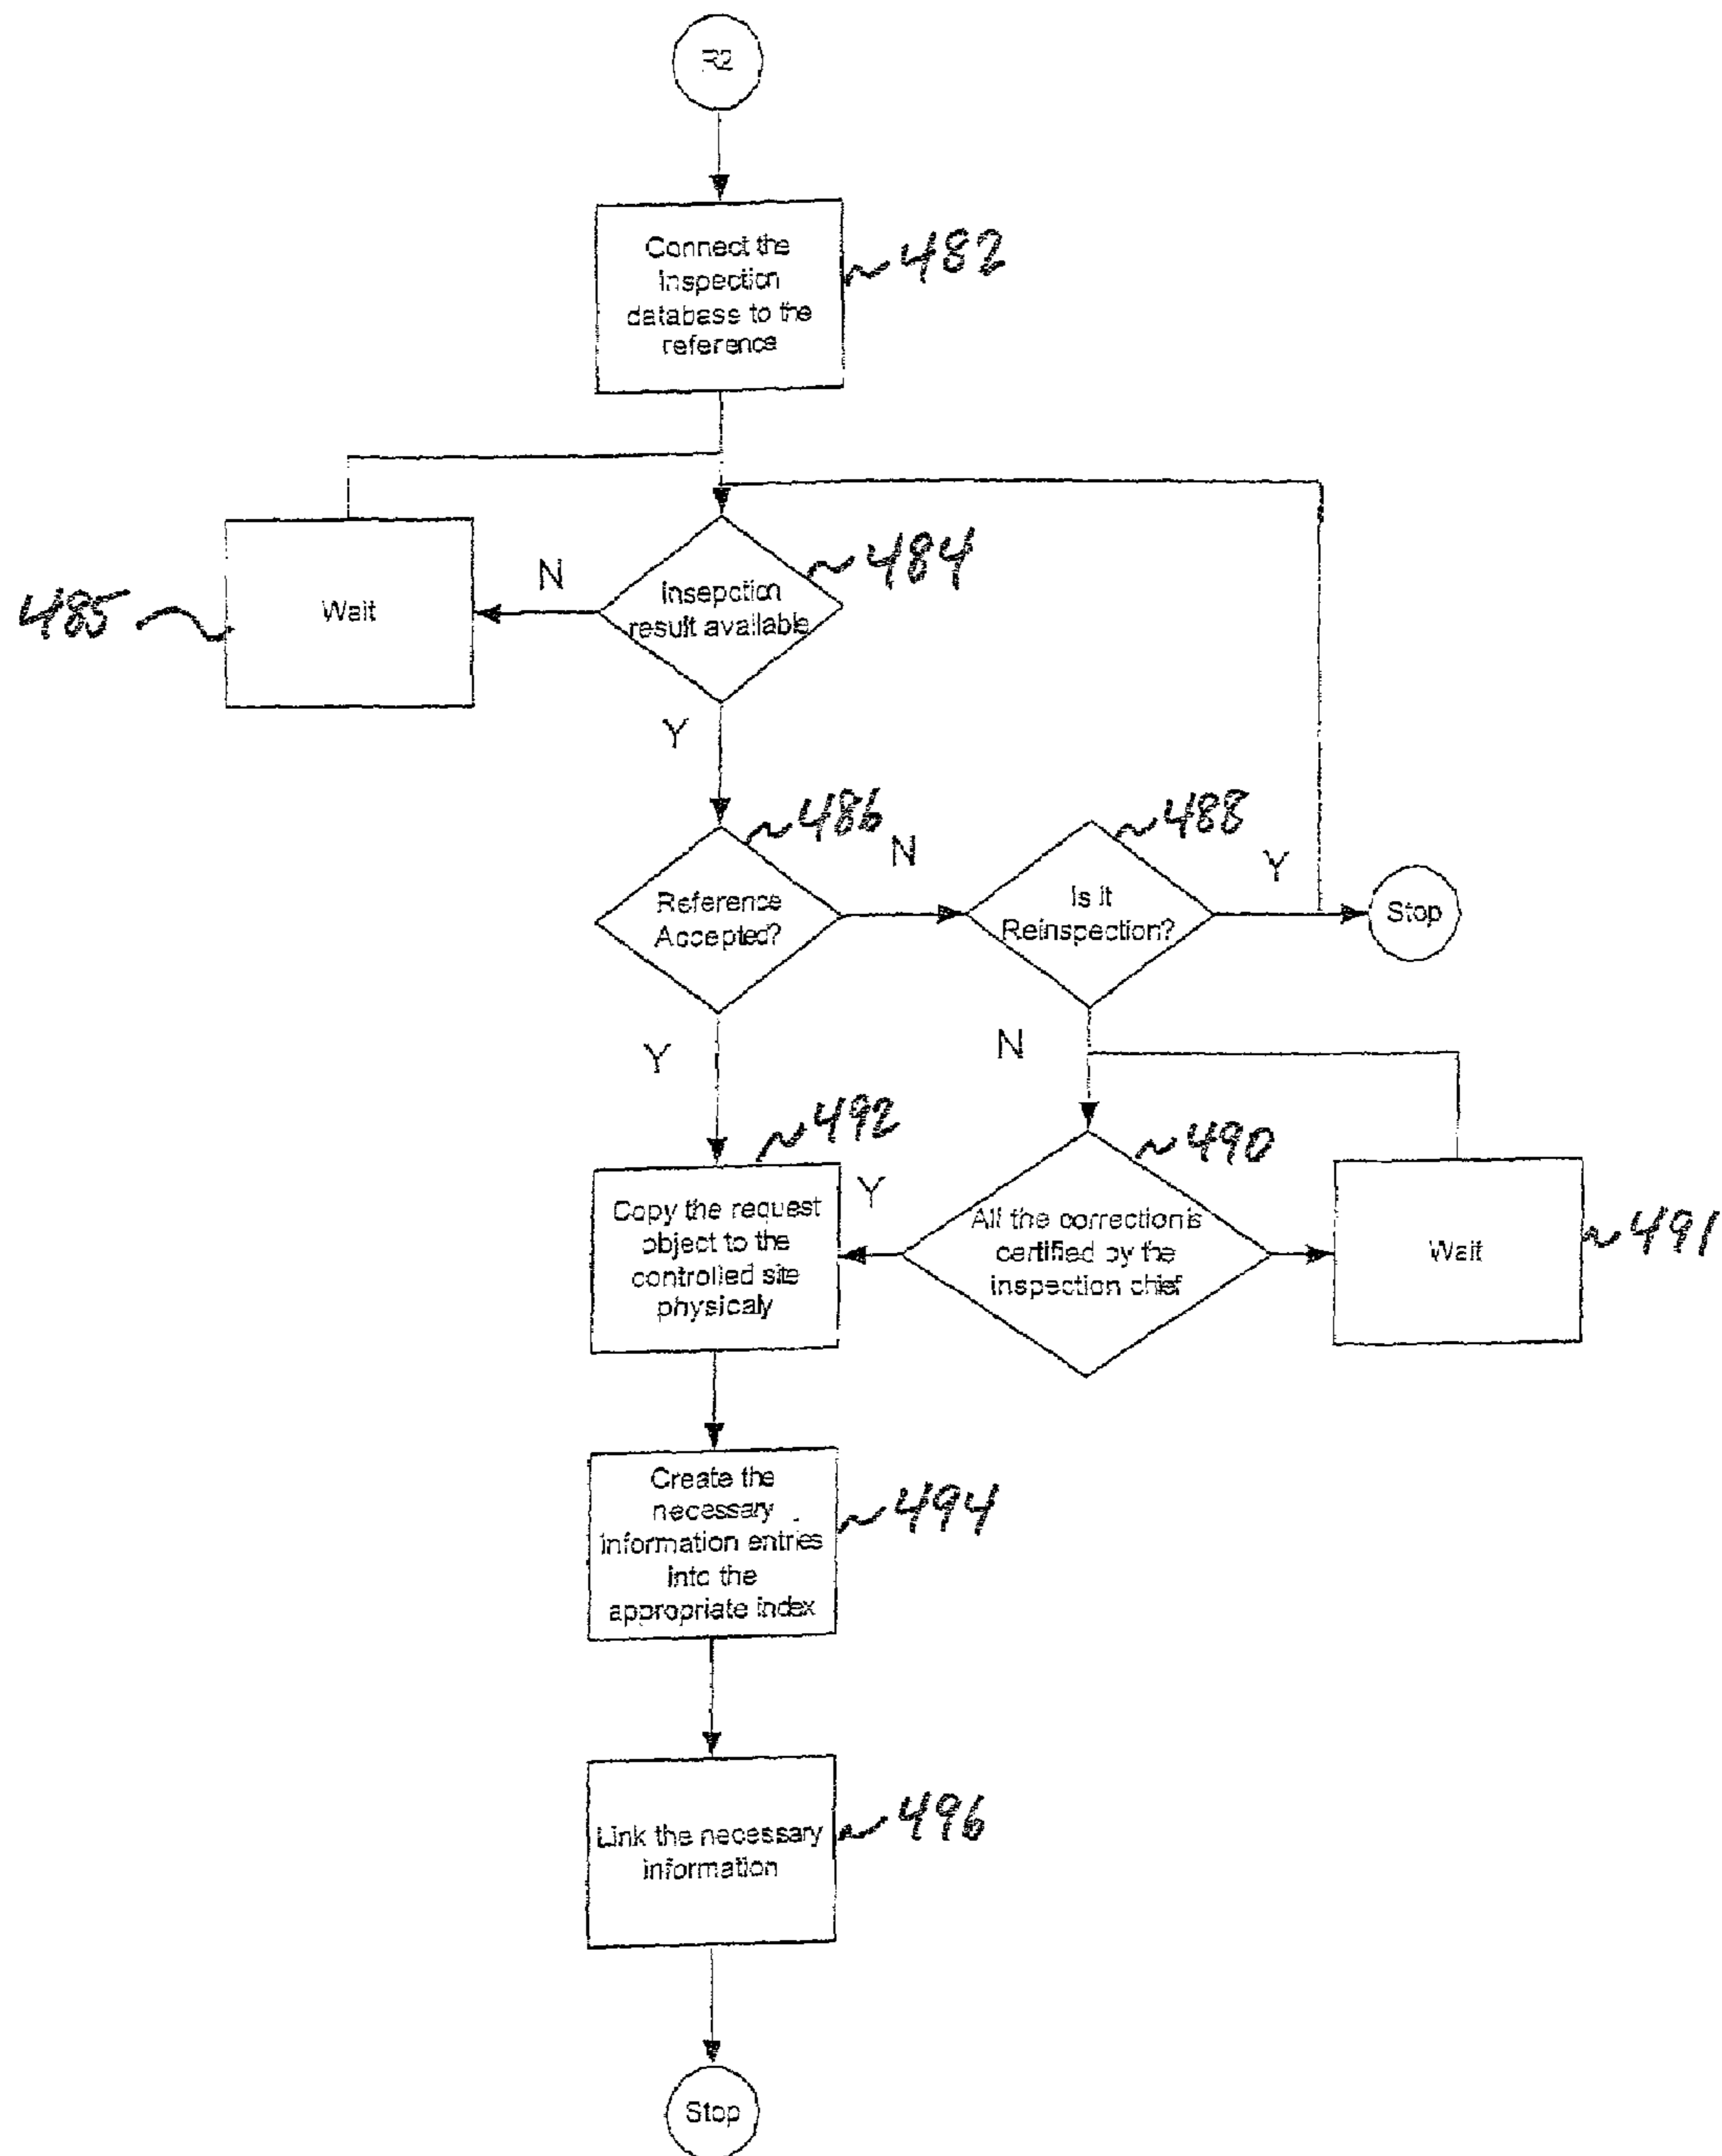 R2
Connect the
Inspection
database to the
reference
~482
Insepction
result available
~484
N
Wait
485
Y
Reference
Accepted?
~486
N
Is it
Reinspection?
~488
Y
Stop
Y
N
Copy the request
object to the
controlled site
physicaly
~492
Y
All the correction is
certified by the
inspection chief
~490
Wait
~491
Create the
necessary
information entries
into the
appropriate index
~494
Link the necessary
information
~496
Stop